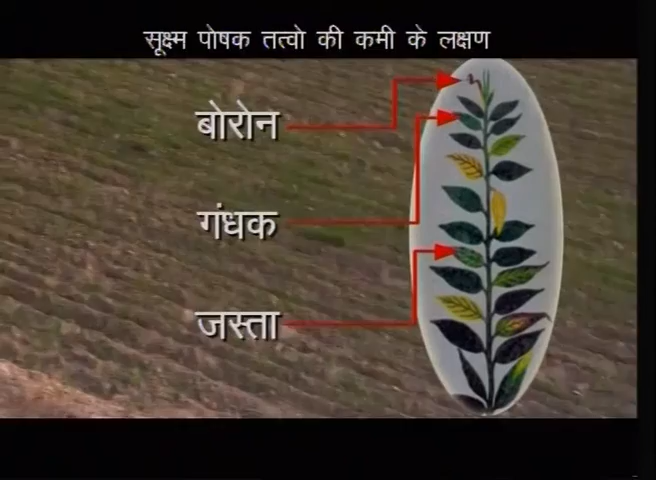 सूक्ष्म पोषक तत्वो की कमी के लक्षण
बोरोन
गंधक
जस्ता